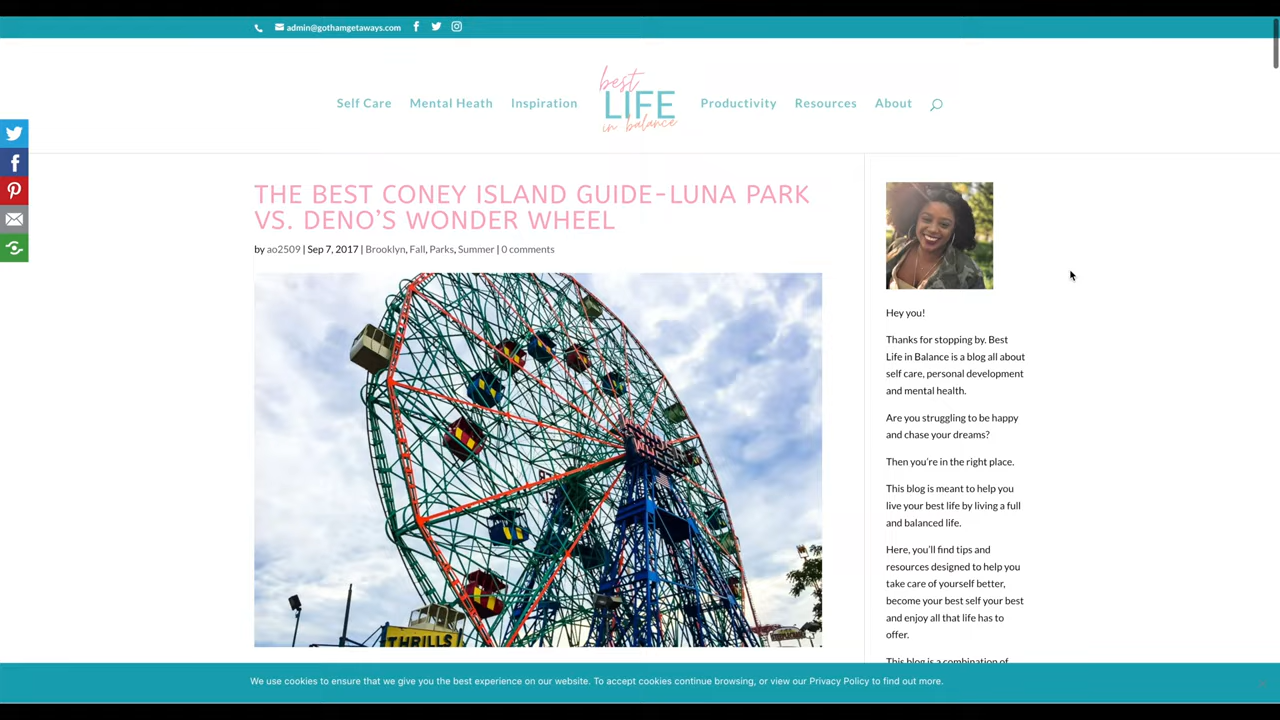 admin@gothamgetaways.com
Self Care
Mental Heath
Inspiration
best
LIFE
in balance
Productivity
Resources
About
THE BEST CONEY ISLAND GUIDE-LUNA PARK
VS. DENO’S WONDER WHEEL
by ao2509 | Sep 7, 2017 | Brooklyn, Fall, Parks, Summer | 0 comments
THRILLS
Hey you!
Thanks for stopping by. Best
Life in Balance is a blog all about
self care, personal development
and mental health.
Are you struggling to be happy
and chase your dreams?
Then you’re in the right place.
This blog is meant to help you
live your best life by living a full
and balanced life.
Here, you’ll find tips and
resources designed to help you
take care of yourself better,
become your best self your best
and enjoy all that life has to
offer.
This blog is a combination of
We use cookies to ensure that we give you the best experience on our website. To accept cookies continue browsing, or view our Privacy Policy to find out more.